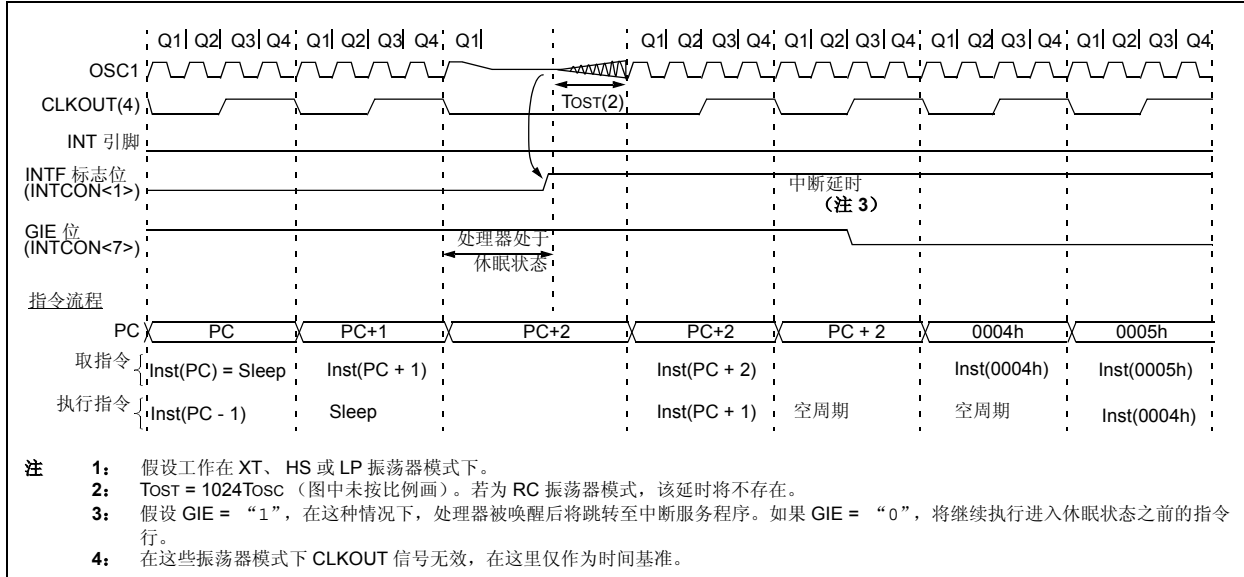 Q1 Q2 Q3 Q4 Q1 Q2 Q3 Q4 Q1 Q1 Q2 Q3 Q4 Q1 Q2 Q3 Q4 Q1 Q2 Q3 Q4 Q1 Q2 Q3 Q4
OSC1
CLKOUT(4)
TOST(2)
INT 引脚
INTF 标志位
(INTCON<1>)
中断延时
（注 3）
GIE 位
(INTCON<7>)
处理器处于
休眠状态
指令流程
PC PC PC+1 PC+2 PC+2 PC + 2 0004h 0005h
取指令 Inst(PC) = Sleep Inst(PC + 1) Inst(PC + 2) Inst(0004h) Inst(0005h)
执行指令 Inst(PC - 1) Sleep Inst(PC + 1) 空周期 空周期 Inst(0004h)
注 1： 假设工作在 XT、 HS 或 LP 振荡器模式下。
2： TOST = 1024TOSC （图中未按比例画）。若为 RC 振荡器模式，该延时将不存在。
3： 假设 GIE = “1”，在这种情况下，处理器被唤醒后将跳转至中断服务程序。如果 GIE = “0”，将继续执行进入休眠状态之前的指令
行。
4： 在这些振荡器模式下 CLKOUT 信号无效，在这里仅作为时间基准。